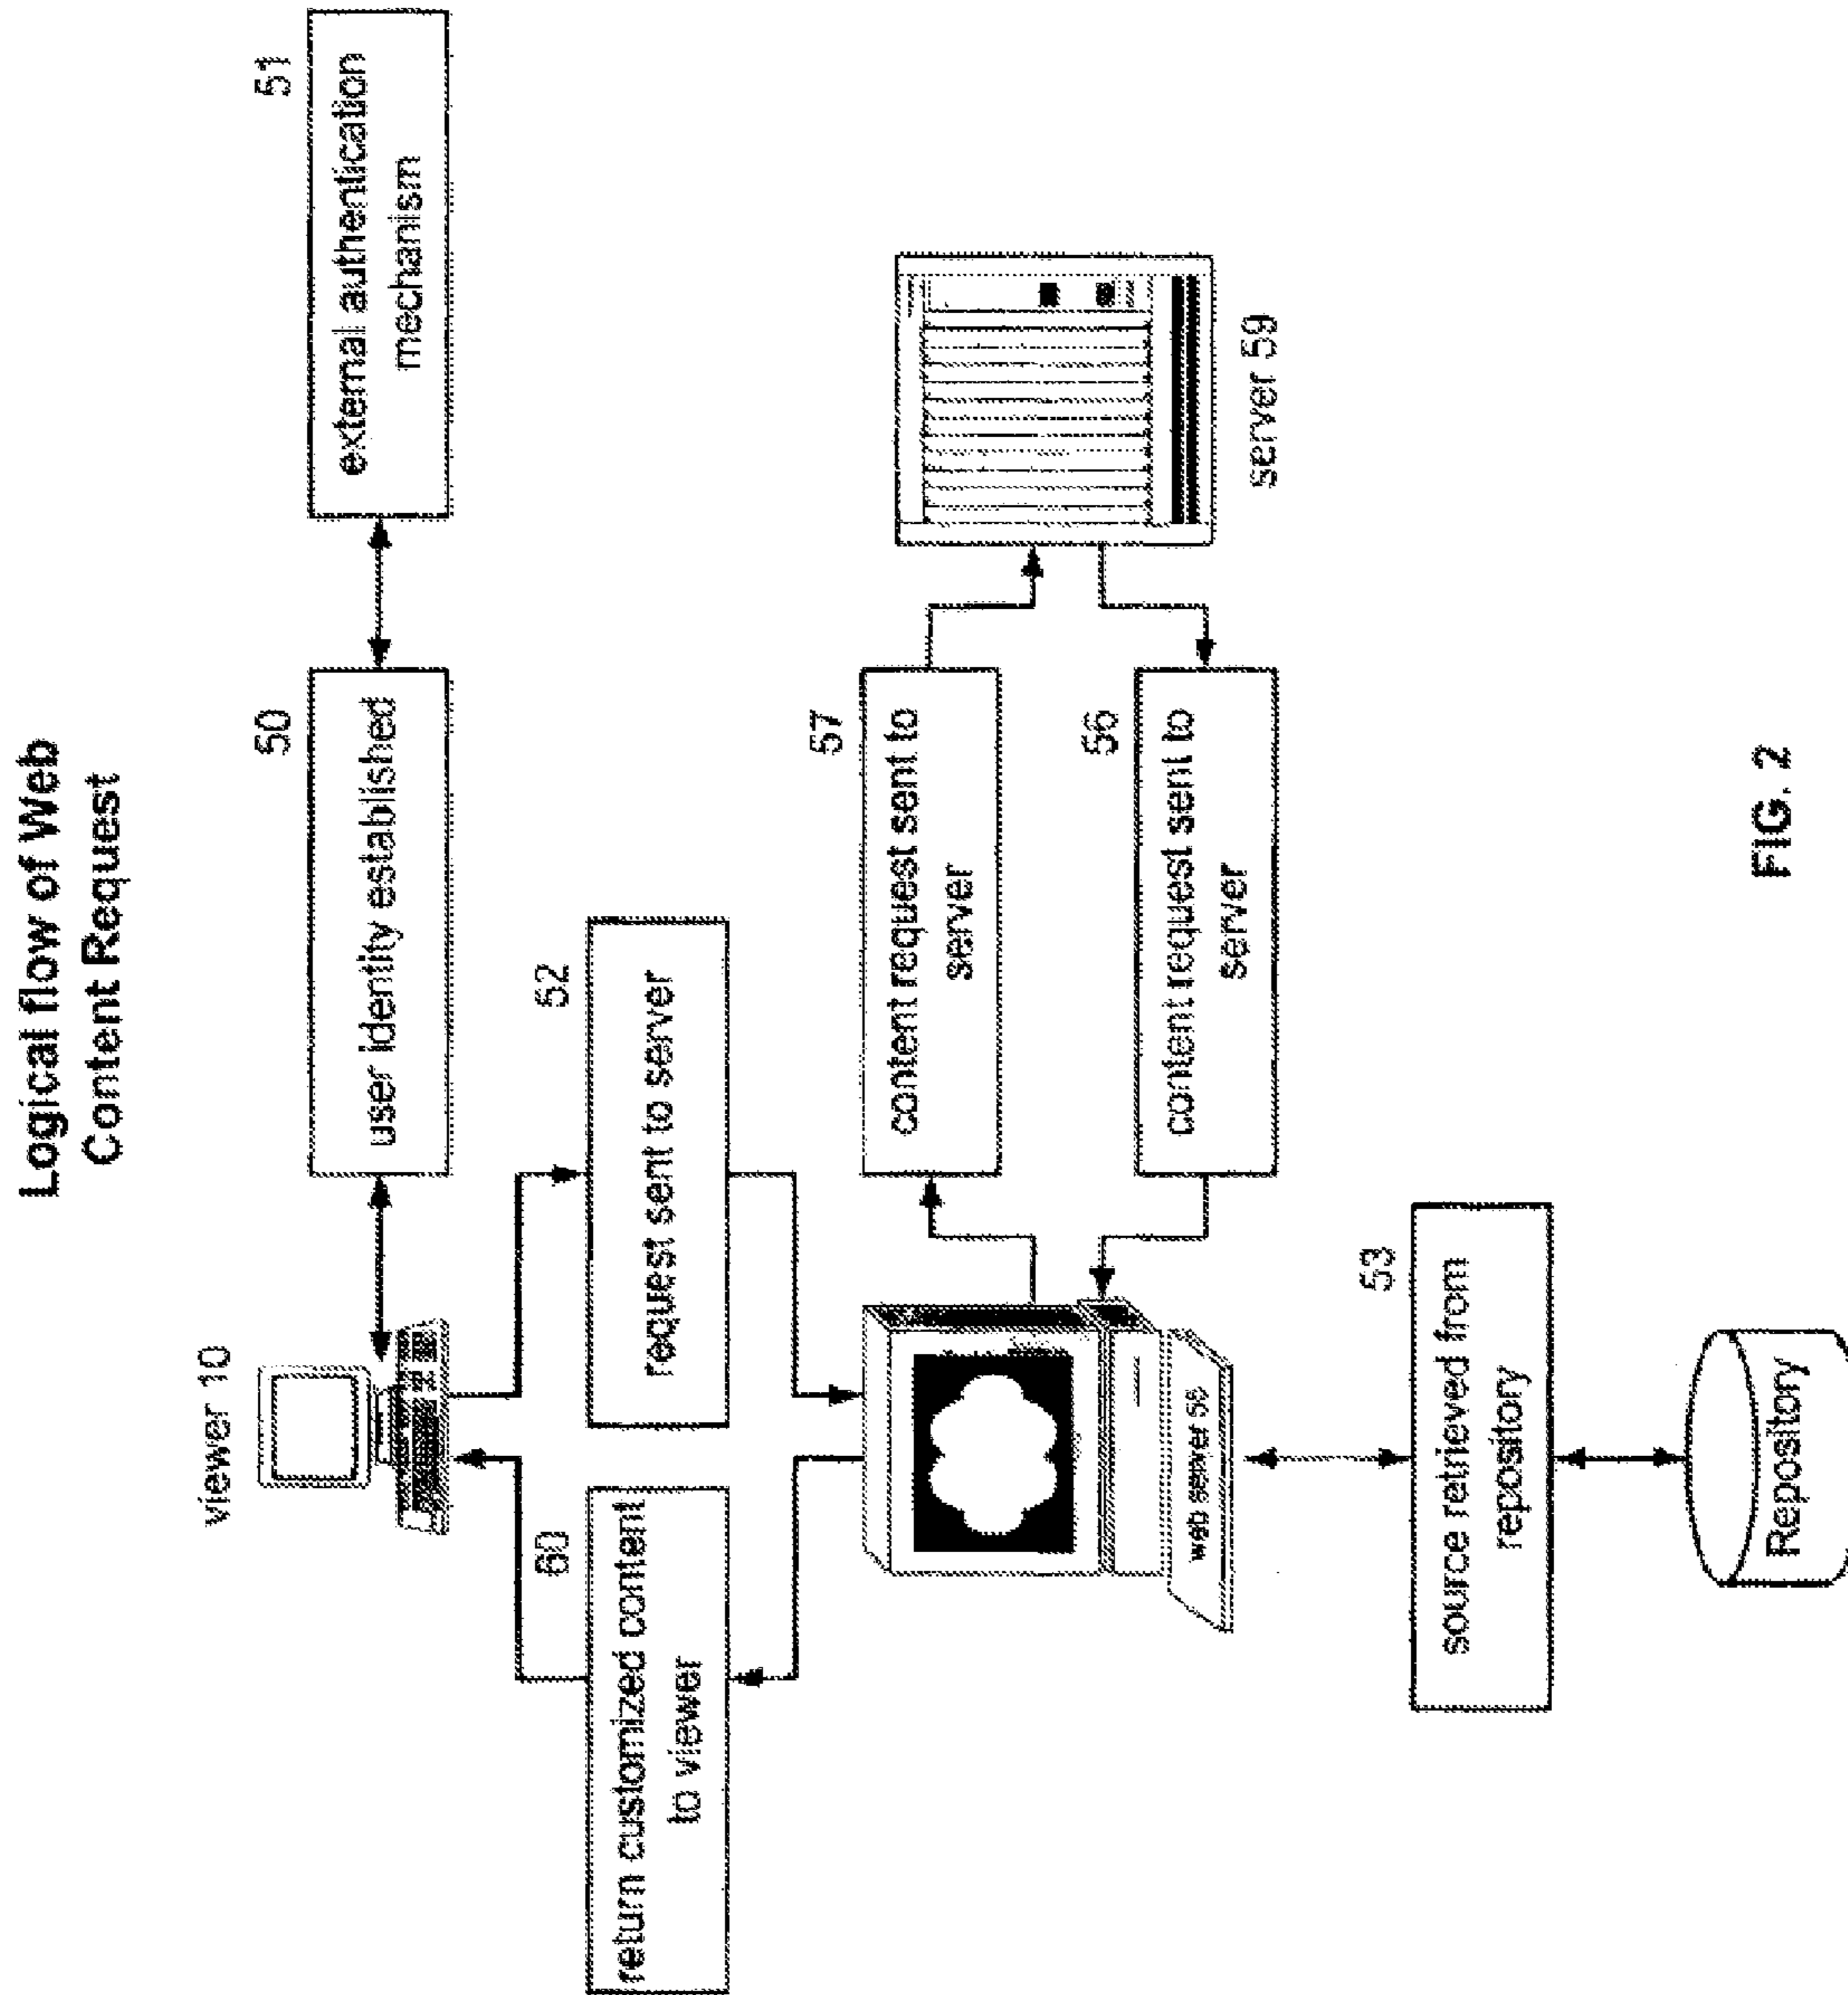 Logical flow of Web
Content Request
viewer 10
50
user identity established
51
external authentication
mechanism
60
return customized content
to viewer
52
request sent to server
57
content request sent to
server
56
content request sent to
server
server 59
web server
53
source retrieved from
repository
Repository
FIG. 2